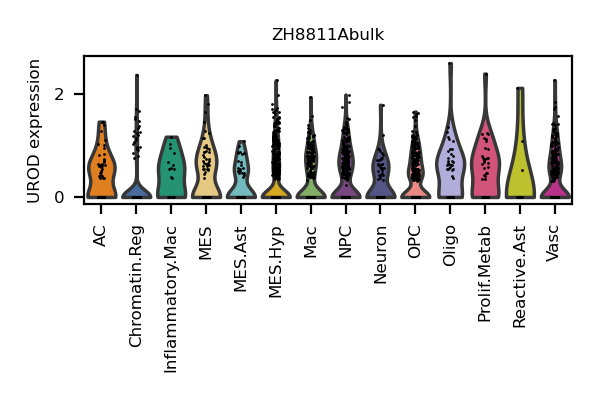 ZH8811Abulk
UROD expression
2
0
AC
Chromatin.Reg
Inflammatory.Mac
MES
MES.Ast
MES.Hyp
Mac
NPC
Neuron
OPC
Oligo
Prolif.Metab
Reactive.Ast
Vasc